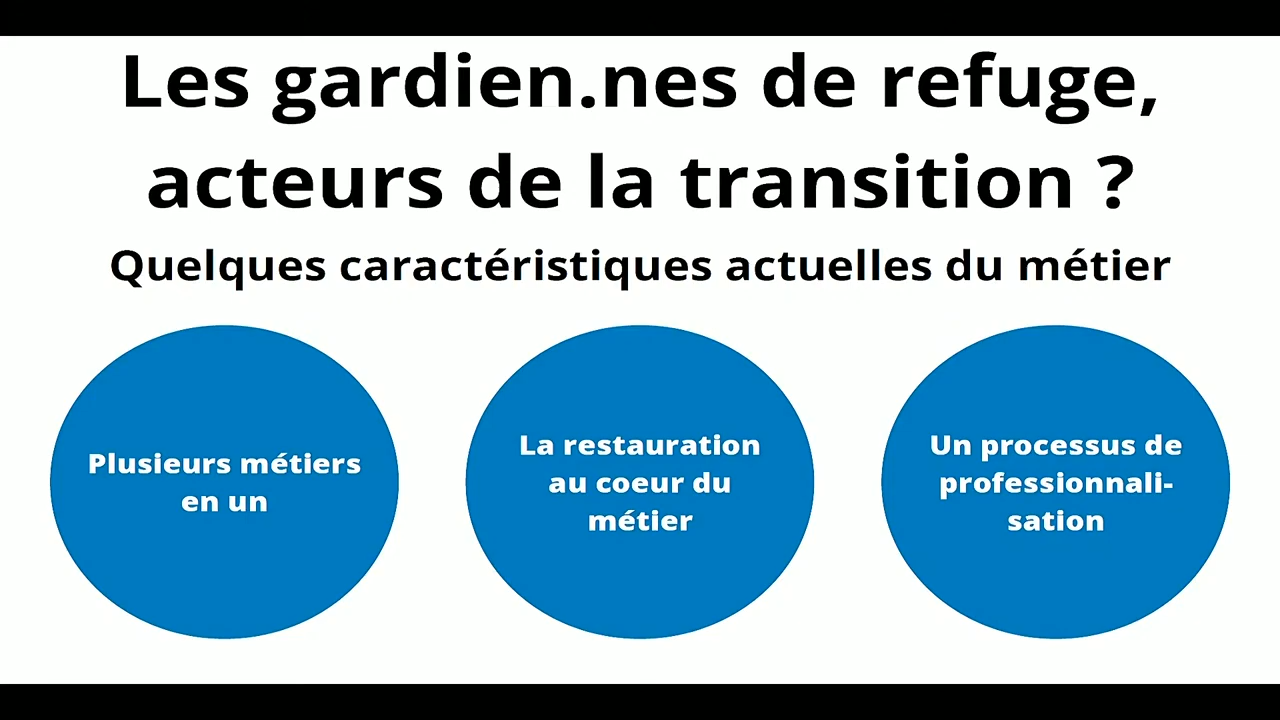 Les gardien.nes de refuge,
acteurs de la transition ?
Quelques caractéristiques actuelles du métier
Plusieurs métiers
en un
La restauration
au coeur du
métier
Un processus de
professionnali-
sation